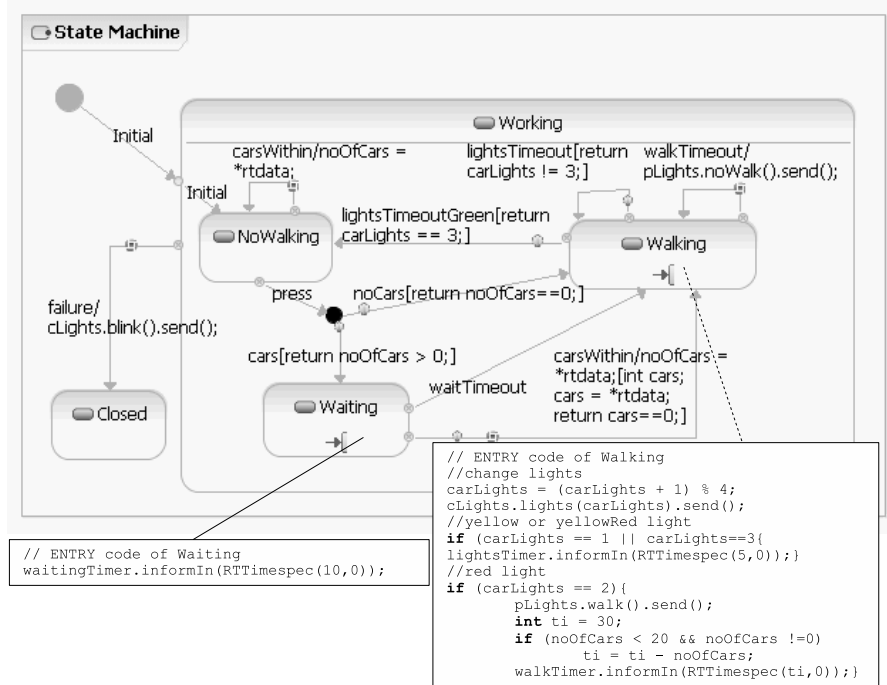 State Machine
Working
Initial
carsWithin/noOfCars =
*rtdata;
lightsTimeout[return
carLights != 3;]
walkTimeout/
pLights.noWalk().send();
Initial
NoWalking
lightsTimeoutGreen[return
carLights == 3;]
Walking
press
noCars[return noOfCars==0;]
failure/
cLights.blink().send();
cars[return noOfCars > 0;]
carsWithin/noOfCars =
*rtdata;[int cars;
cars = *rtdata;
return cars==0;]
waitTimeout
Closed
Waiting
// ENTRY code of Waiting
waitingTimer.informIn(RTTimespec(10,0));
// ENTRY code of Walking
//change lights
carLights = (carLights + 1) % 4;
cLights.lights(carLights).send();
//yellow or yellowRed light
if (carLights == 1 || carLights==3{
lightsTimer.informIn(RTTimespec(5,0));}
//red light
if (carLights == 2){
pLights.walk().send();
int ti = 30;
if (noOfCars < 20 && noOfCars !=0)
ti = ti - noOfCars;
walkTimer.informIn(RTTimespec(ti,0));}